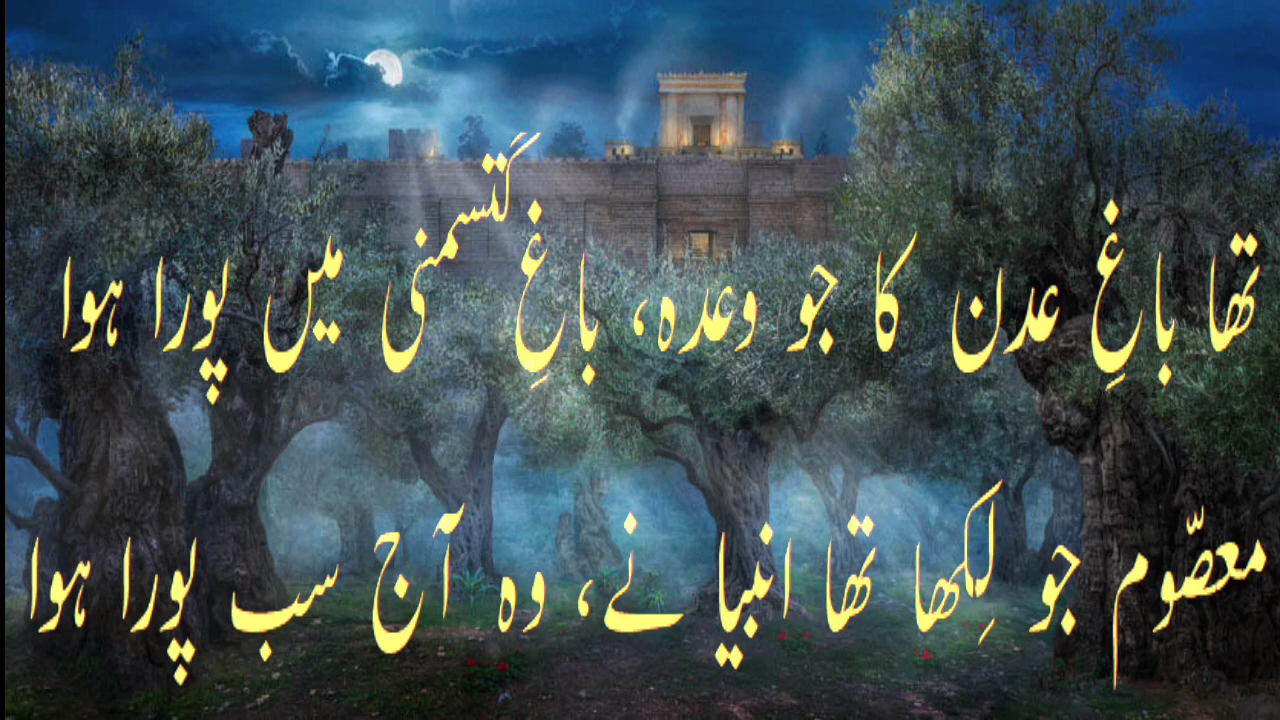 تھا باغِ عدن کا جو وعدہ، باغِ گتسمنی میں پورا ہوا
معصّوم جو لِکھا تھا انبیا نے، وہ آج سب پورا ہوا